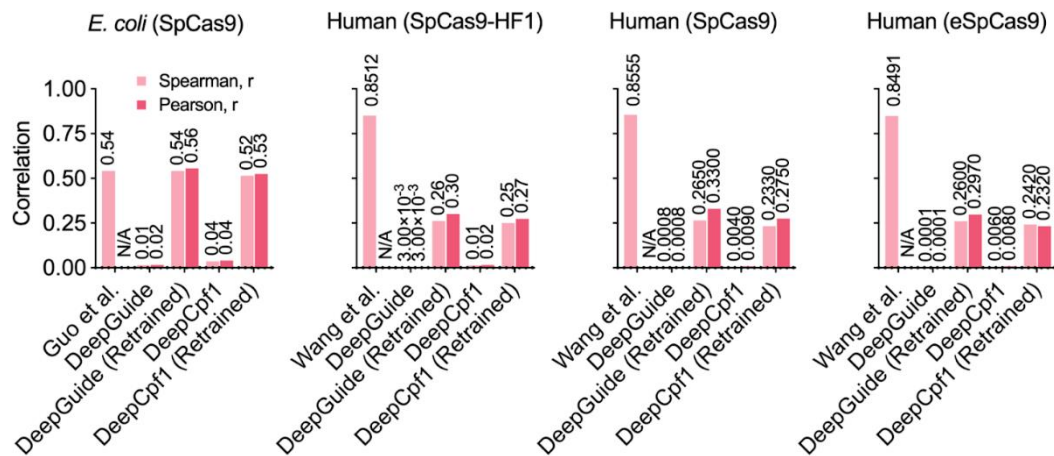 E. coli (SpCas9)
Spearman, r
Pearson, r
Correlation
1.00
0.75
0.50
0.25
0.00
0.54
N/A
0.01
0.02
0.54
0.56
0.04
0.04
0.52
0.53
Guo et al.
DeepGuide
DeepGuide (Retrained)
DeepCpf1
DeepCpf1 (Retrained)
Human (SpCas9-HF1)
0.8512
N/A
3.00×10-3
3.00×10-3
0.26
0.30
0.01
0.02
0.25
0.27
Wang et al.
DeepGuide
DeepGuide (Retrained)
DeepCpf1
DeepCpf1 (Retrained)
Human (SpCas9)
0.8555
N/A
0.0008
0.0008
0.2650
0.3300
0.0040
0.0090
0.2330
0.2750
Wang et al.
DeepGuide
DeepGuide (Retrained)
DeepCpf1
DeepCpf1 (Retrained)
Human (eSpCas9)
0.8491
N/A
0.0001
0.0001
0.2600
0.2970
0.0060
0.0080
0.2420
0.2320
Wang et al.
DeepGuide
DeepGuide (Retrained)
DeepCpf1
DeepCpf1 (Retrained)